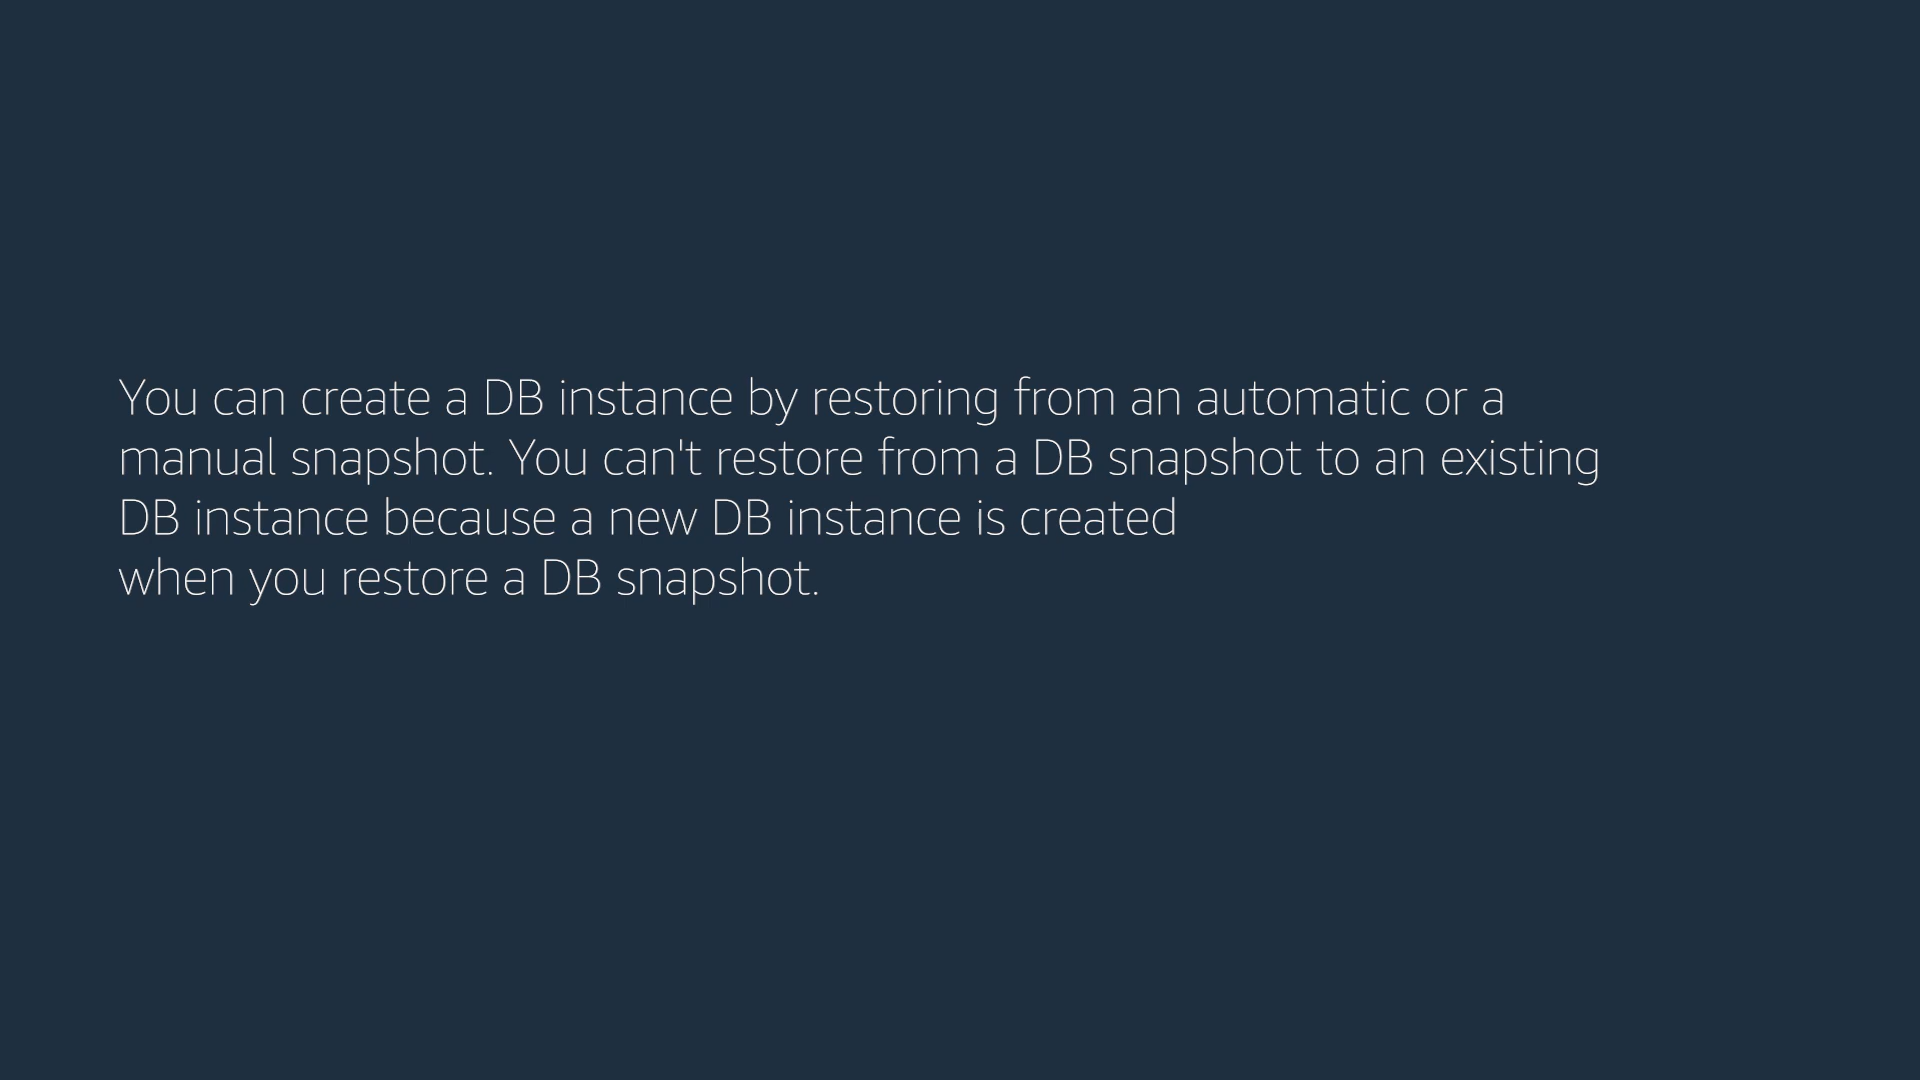 You can create a DB instance by restoring from an automatic or a
manual snapshot. You can't restore from a DB snapshot to an existing
DB instance because a new DB instance is created
when you restore a DB snapshot.